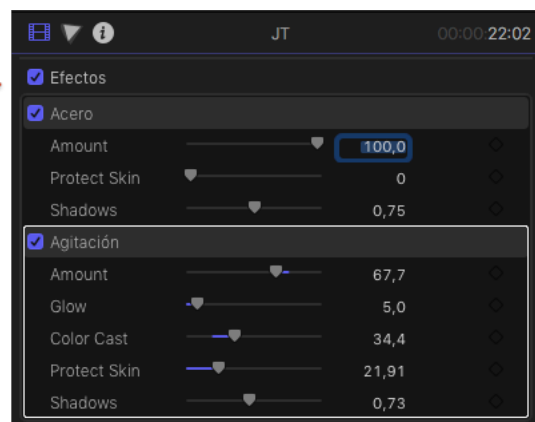 JT 00:00:22:02
Efectos
Acero
Amount 100,0
Protect Skin 0
Shadows 0,75
Agitación
Amount 67,7
Glow 5,0
Color Cast 34,4
Protect Skin 21,91
Shadows 0,73